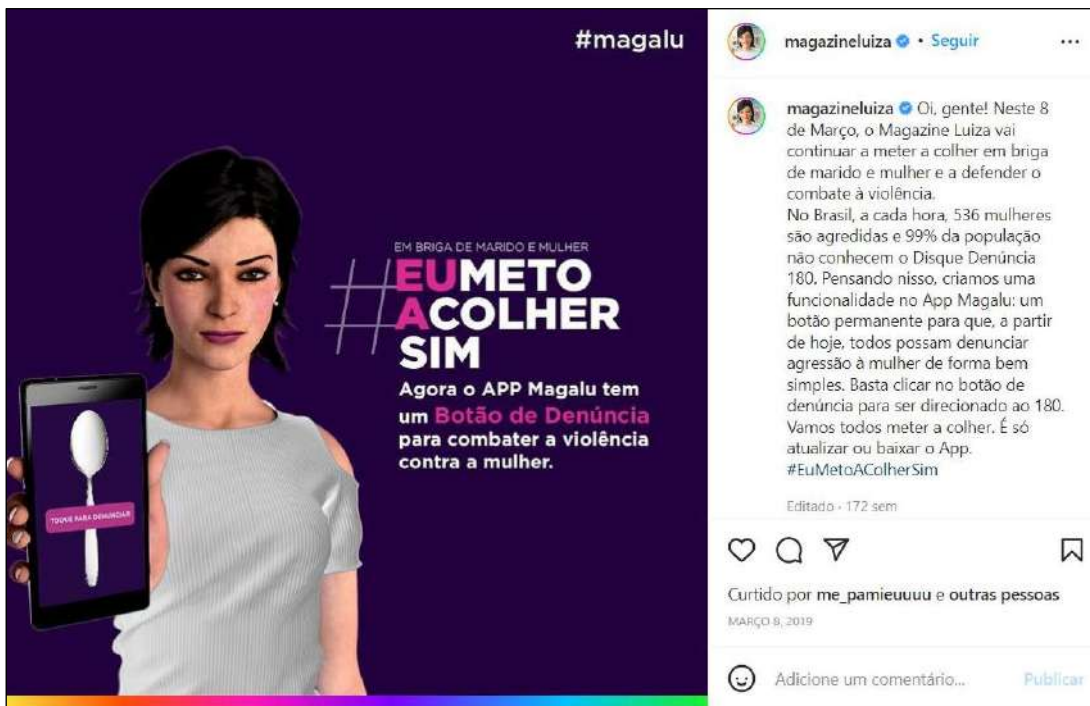 #magalu
EM BRIGA DE MARIDO E MULHER
#EUMETO
ACOLHER
SIM
Agora o APP Magalu tem
um Botão de Denúncia
para combater a violência
contra a mulher.
TOQUE PARA DENUNCIAR
magazineluiza • Seguir
magazineluiza Oi, gente! Neste 8
de Março, o Magazine Luiza vai
continuar a meter a colher em briga
de marido e mulher e a defender o
combate à violência.
No Brasil, a cada hora, 536 mulheres
são agredidas e 99% da população
não conhecem o Disque Denúncia
180. Pensando nisso, criamos uma
funcionalidade no App Magalu: um
botão permanente para que, a partir
de hoje, todos possam denunciar
agressão à mulher de forma bem
simples. Basta clicar no botão de
denúncia para ser direcionado ao 180.
Vamos todos meter a colher. É só
atualizar ou baixar o App.
#EuMetoAColherSim
Editado · 172 sem
Curtido por me_pamieuuuu e outras pessoas
MARÇO 8, 2019
Adicione um comentário... Publicar